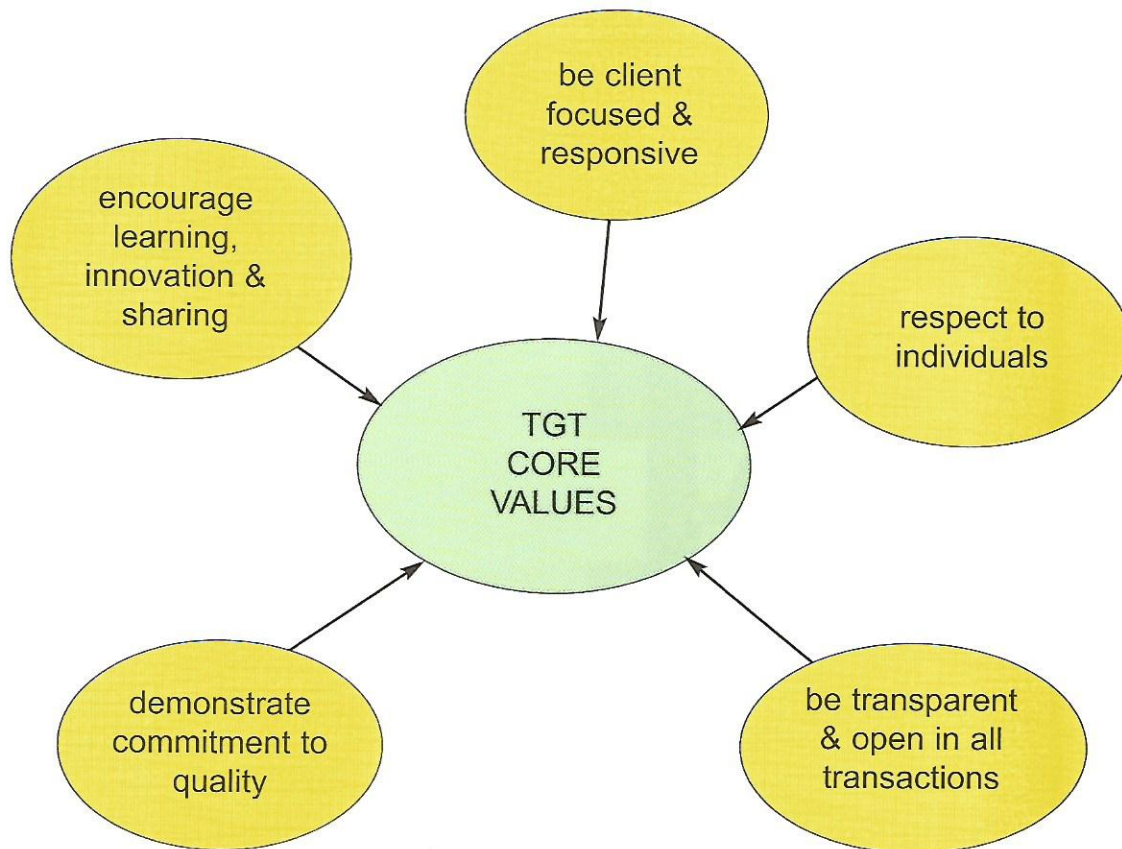 be client
focused &
responsive
encourage
learning,
innovation &
sharing
respect to
individuals
TGT
CORE
VALUES
demonstrate
commitment to
quality
be transparent
& open in all
transactions